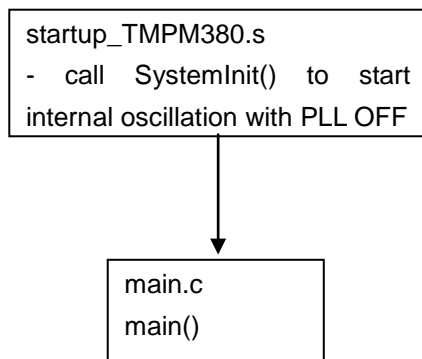 startup_TMPM380.s
- call SystemInit() to start
internal oscillation with PLL OFF
main.c
main()